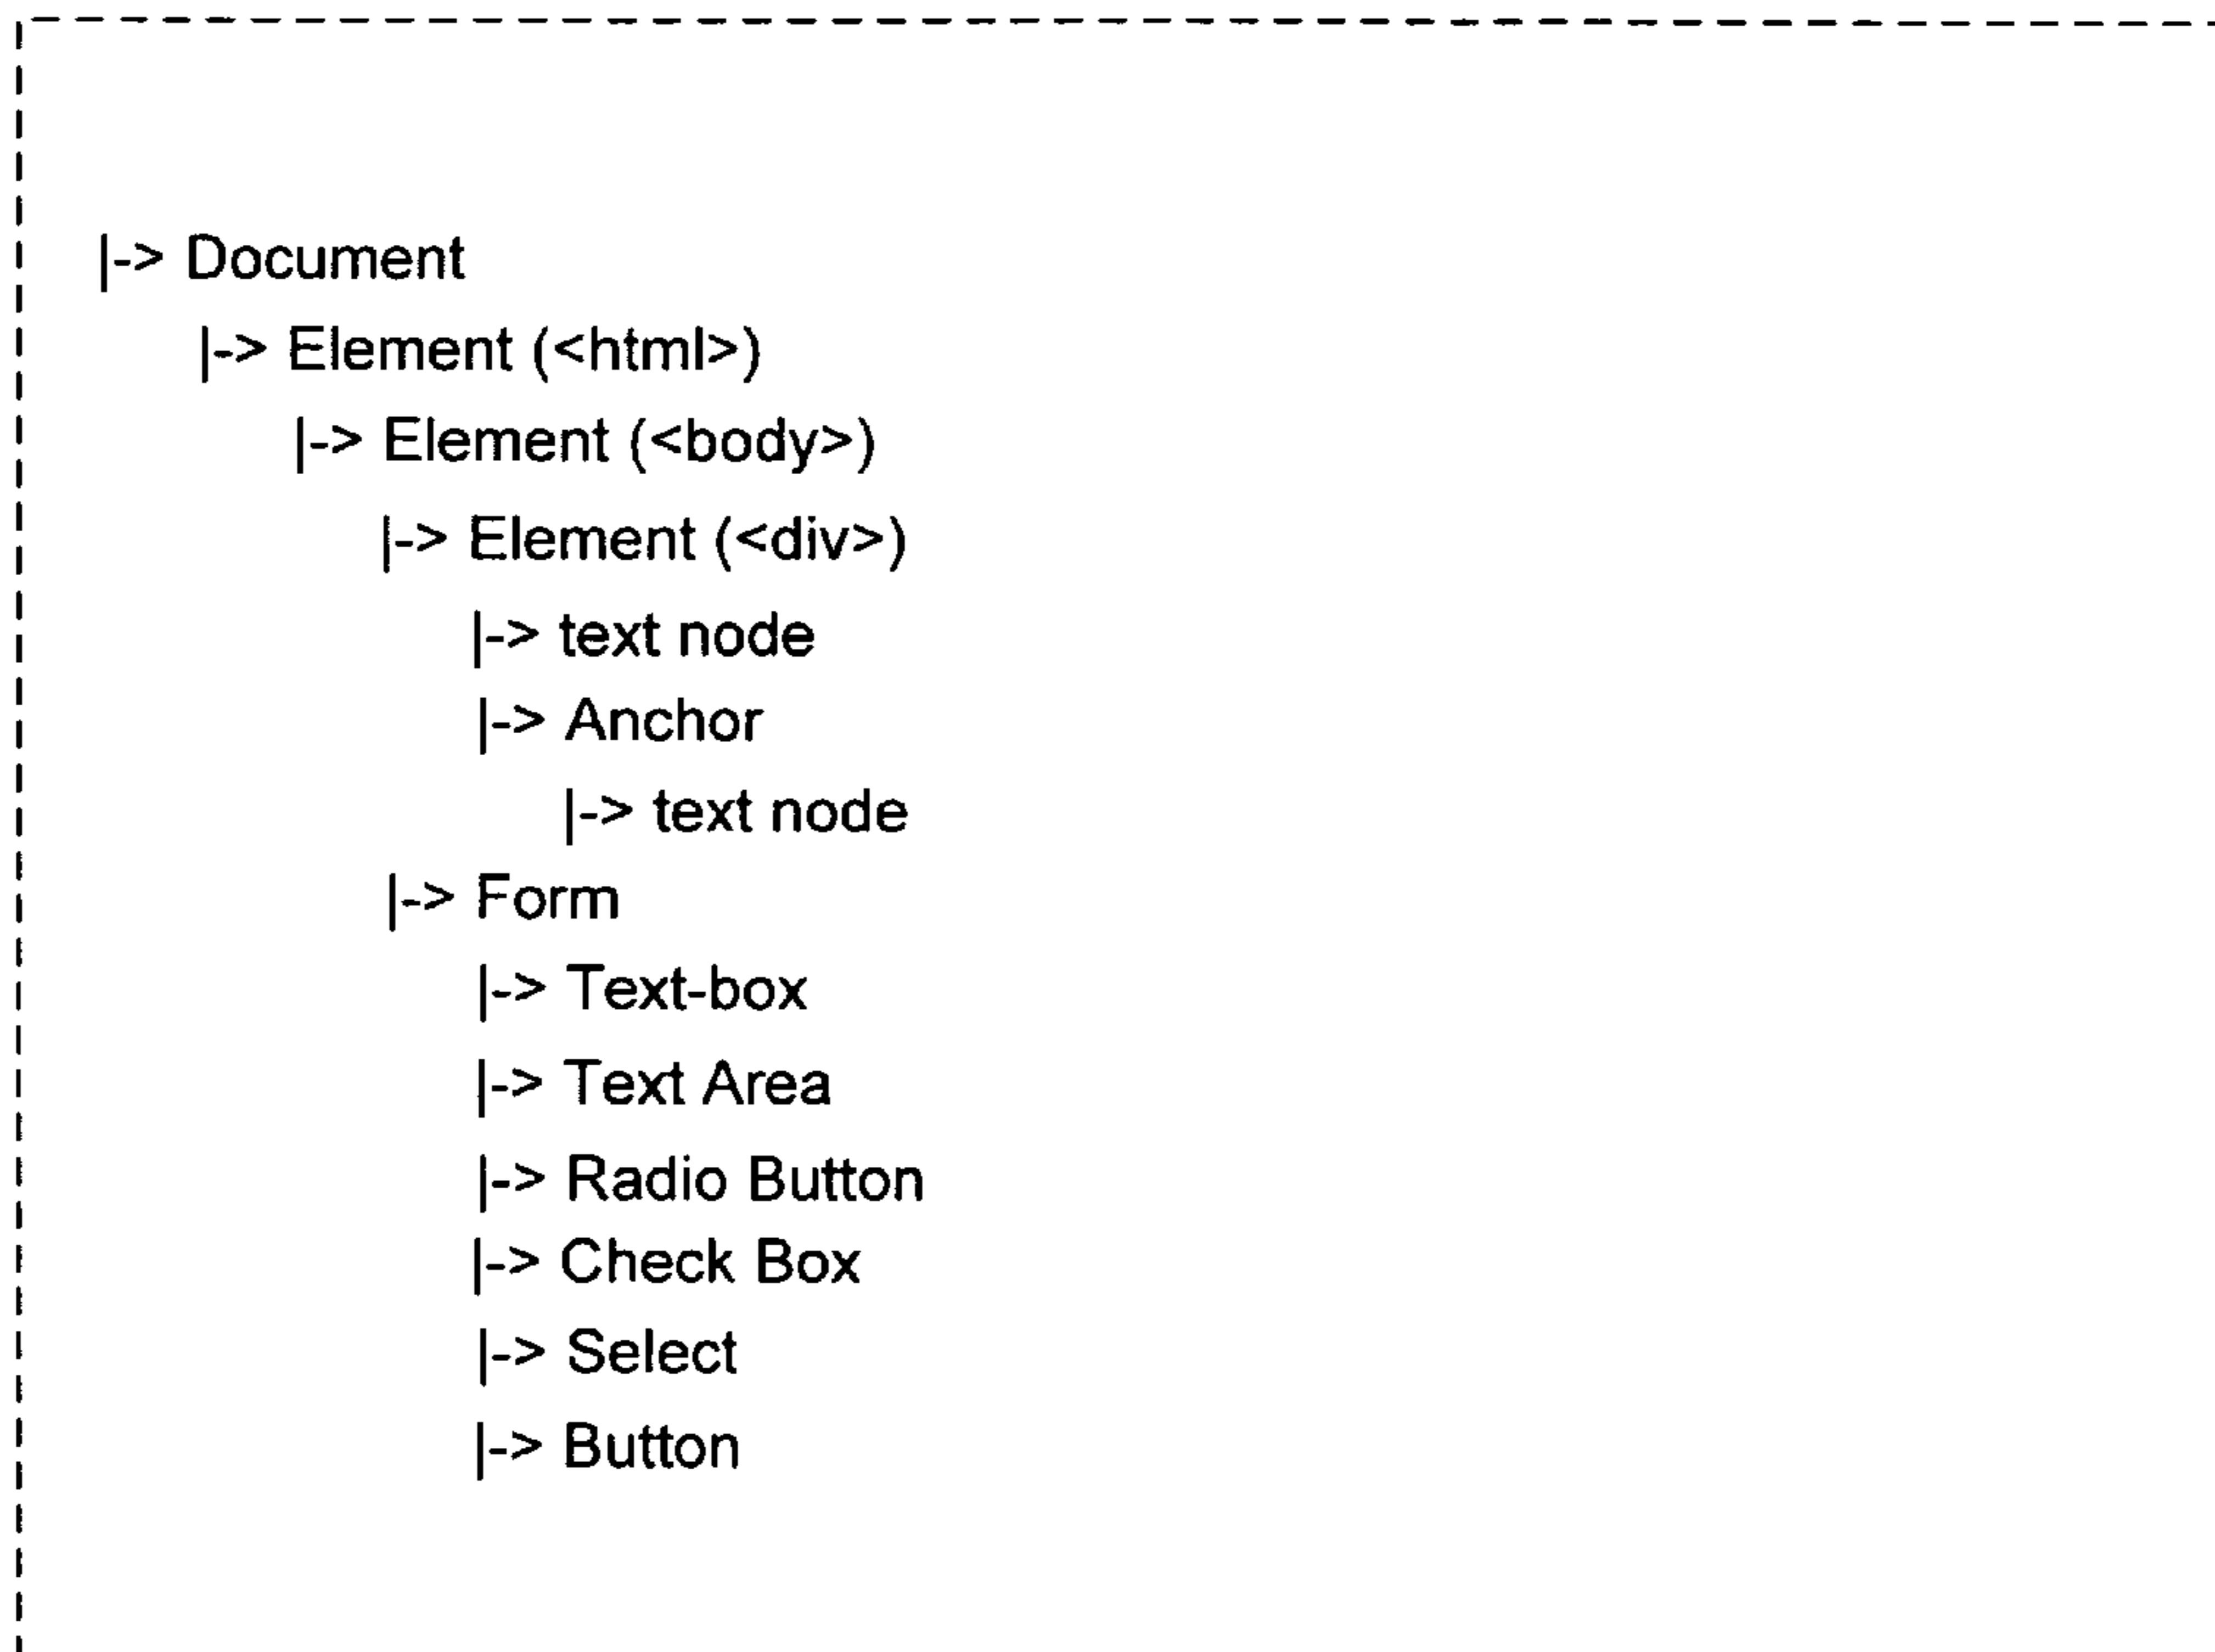 |-> Document
|-> Element (<html>)
|-> Element (<body>)
|-> Element (<div>)
|-> text node
|-> Anchor
|-> text node
|-> Form
|-> Text-box
|-> Text Area
|-> Radio Button
|-> Check Box
|-> Select
|-> Button